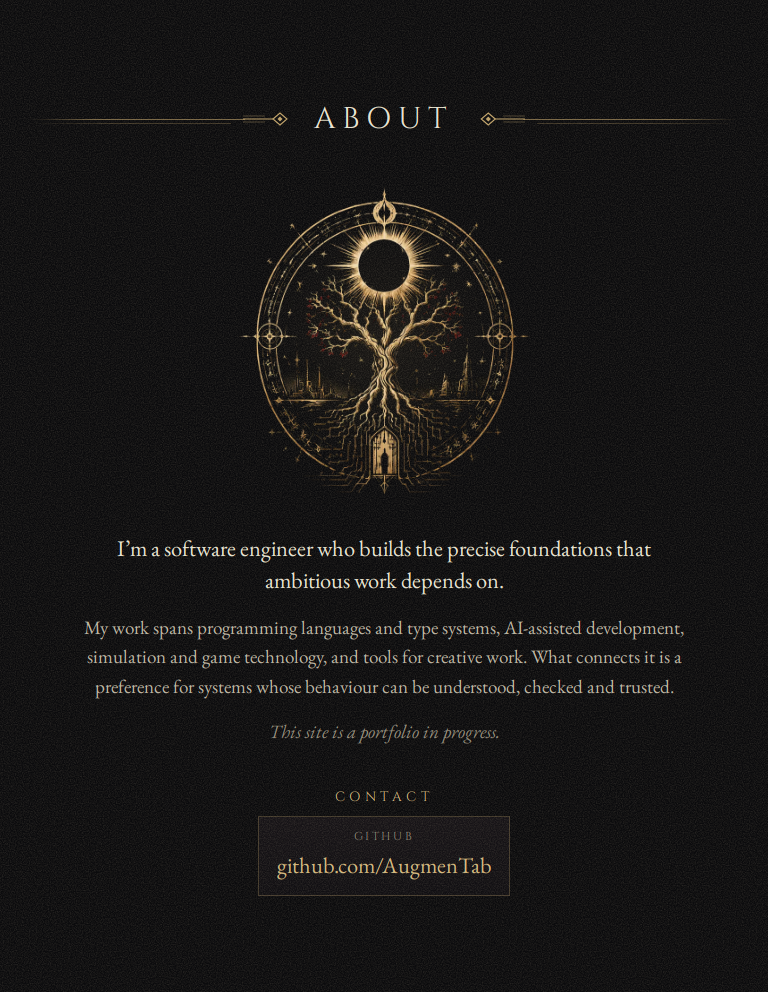 ABOUT
I’m a software engineer who builds the precise foundations that
ambitious work depends on.
My work spans programming languages and type systems, AI-assisted development,
simulation and game technology, and tools for creative work. What connects it is a
preference for systems whose behaviour can be understood, checked and trusted.
This site is a portfolio in progress.
CONTACT
GITHUB
github.com/AugmenTab